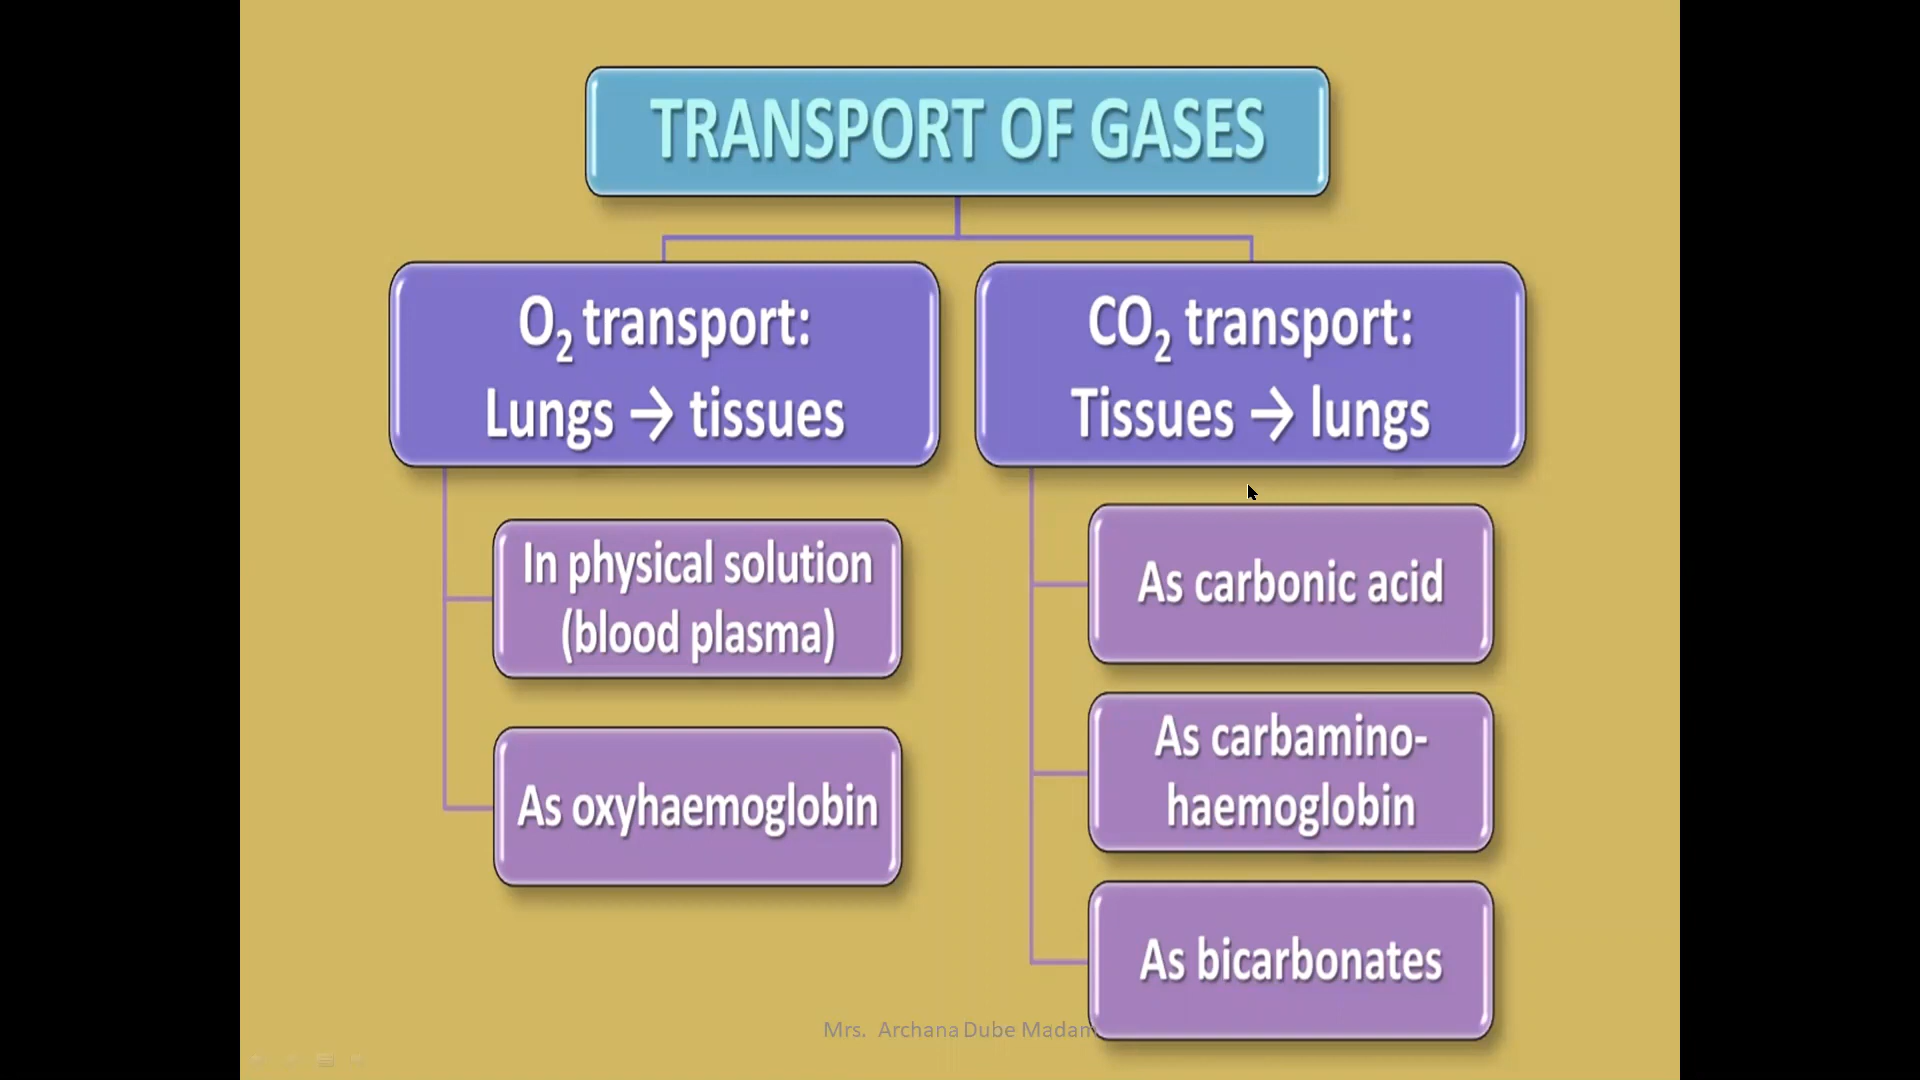 TRANSPORT OF GASES
O₂ transport:
Lungs → tissues
In physical solution
(blood plasma)
As oxyhaemoglobin
CO₂ transport:
Tissues → lungs
As carbonic acid
As carbamino-
haemoglobin
As bicarbonates
Mrs. Archana Dube Madam